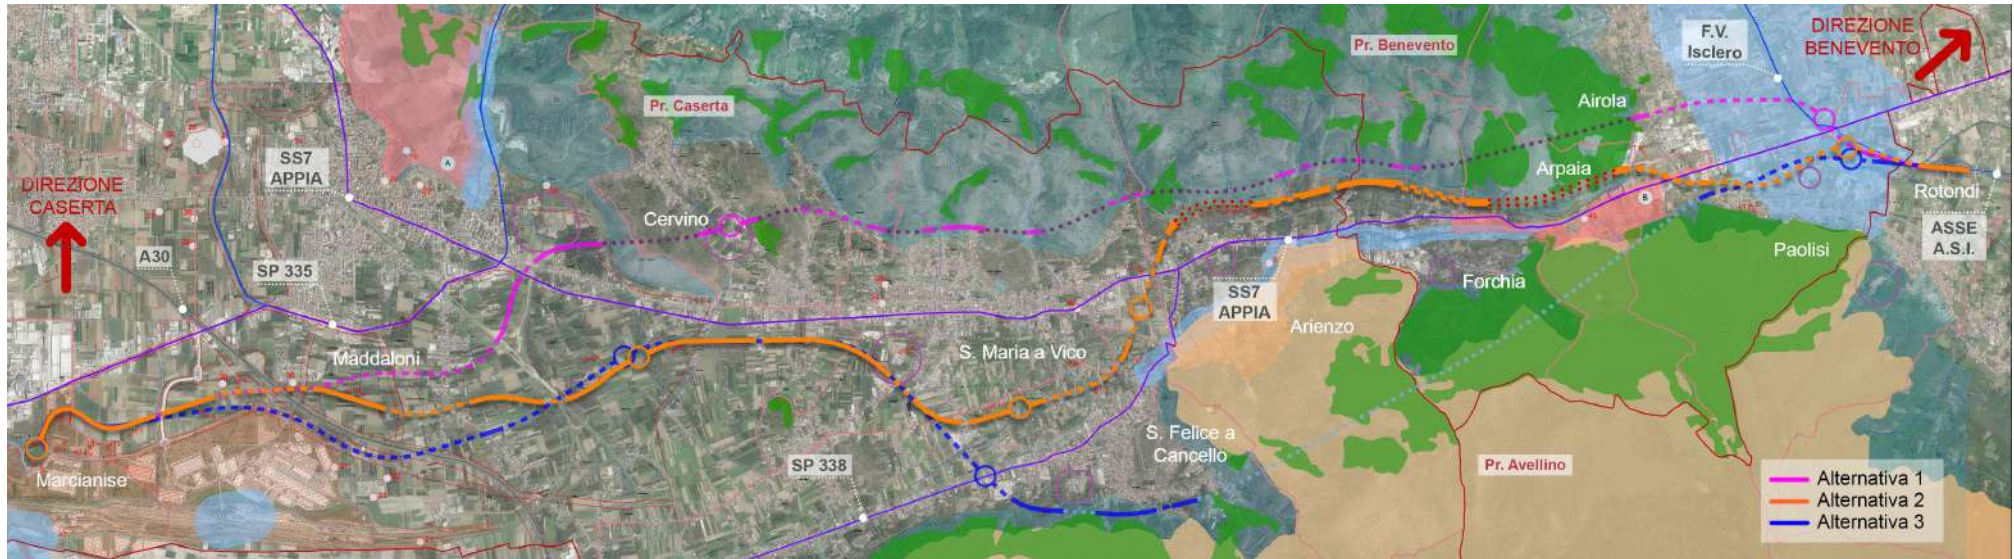 DIREZIONE
BENEVENTO
F.V.
Isclero
Pr. Benevento
Pr. Caserta
Airola
SS7
APPIA
A
Arpaia
DIREZIONE
CASERTA
Rotondi
B
Cervino
ASSE
A.S.I.
A30
SP 335
Paolisi
Forchia
SS7
APPIA
Arienzo
Maddaloni
S. Maria a Vico
S. Felice a
Cancello
SP 338
Pr. Avellino
Marcianise
Alternativa 1
Alternativa 2
Alternativa 3